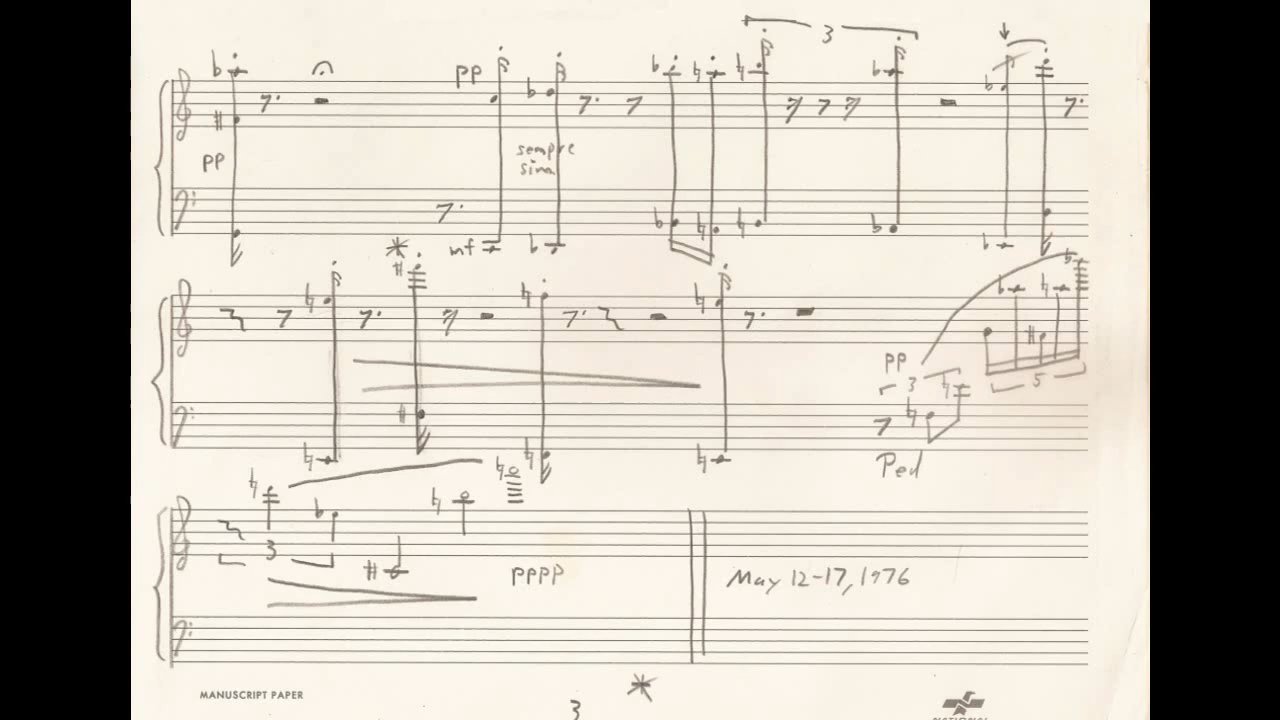 3
pp
pp
sempre
sim.
mf
pp
3
5
Ped
3
pppp
May 12-17, 1976
MANUSCRIPT PAPER
3